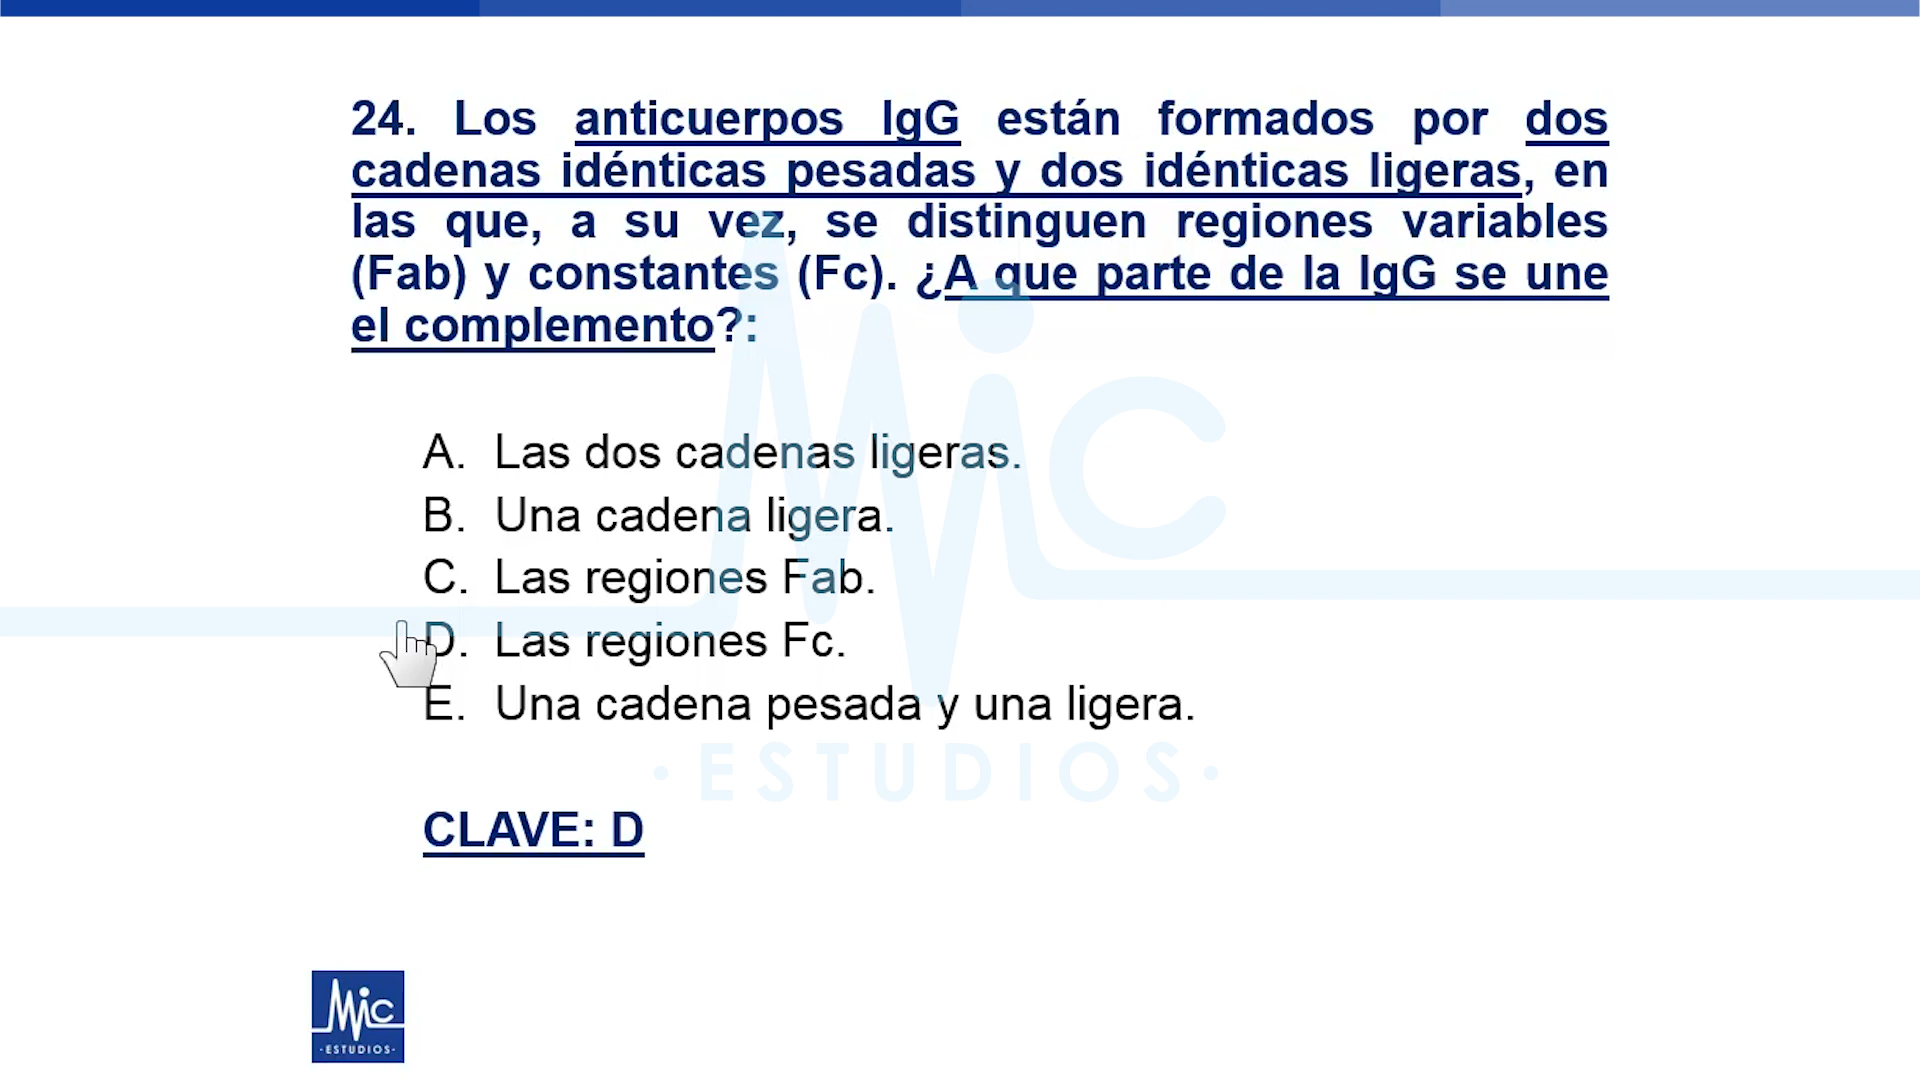 24. Los anticuerpos IgG están formados por dos
cadenas idénticas pesadas y dos idénticas ligeras, en
las que, a su vez, se distinguen regiones variables
(Fab) y constantes (Fc). ¿A que parte de la IgG se une
el complemento?:
A. Las dos cadenas ligeras.
B. Una cadena ligera.
C. Las regiones Fab.
D. Las regiones Fc.
E. Una cadena pesada y una ligera.
CLAVE: D
Mic
·ESTUDIOS·
Mic
·ESTUDIOS·